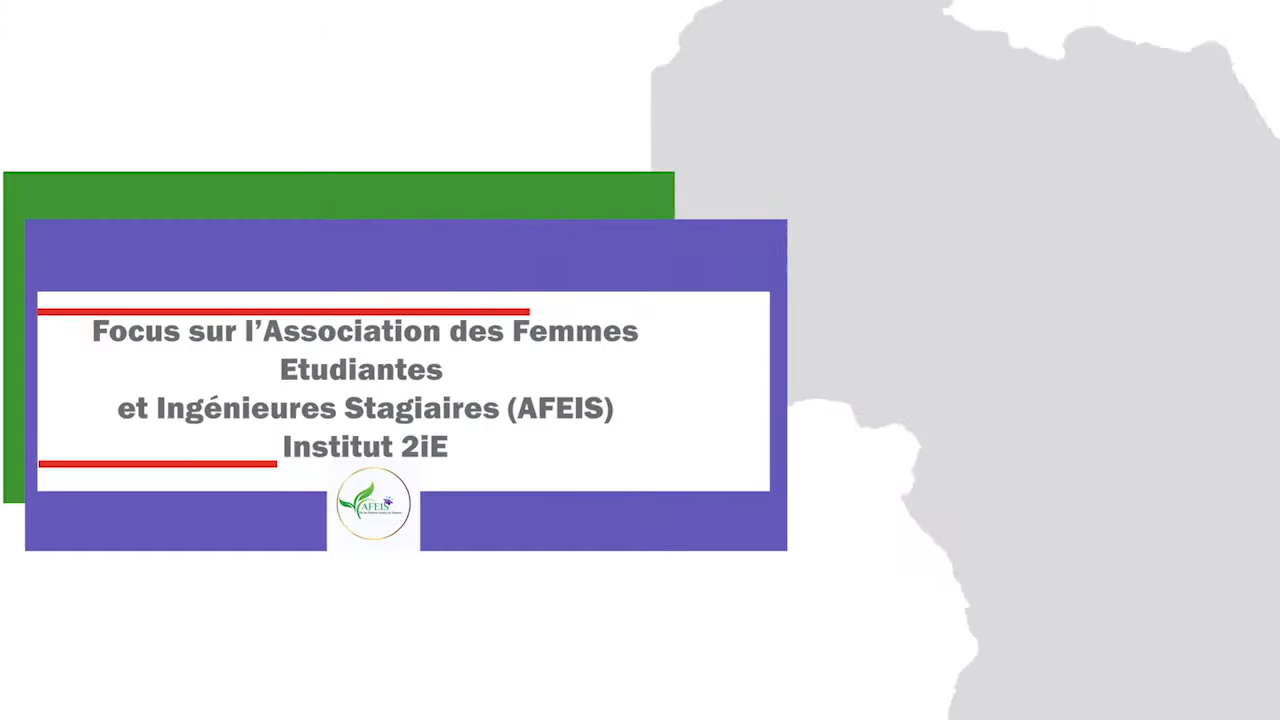 Focus sur l’Association des Femmes
Etudiantes
et Ingénieures Stagiaires (AFEIS)
Institut 2iE
AFEIS